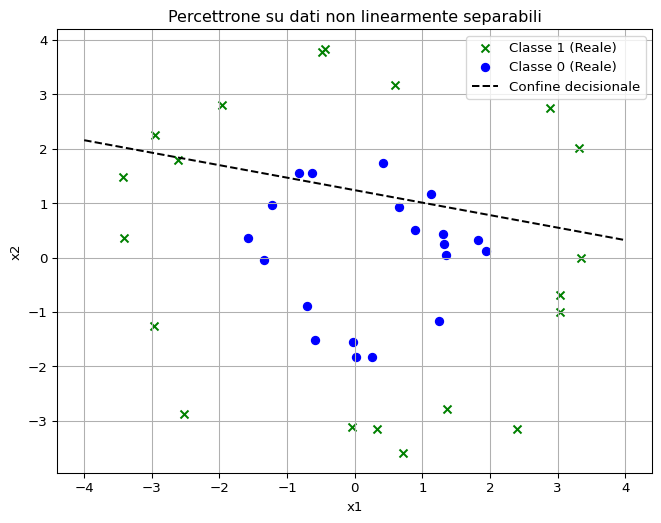 Percettrone su dati non linearmente separabili
Classe 1 (Reale)
Classe 0 (Reale)
Confine decisionale
4
3
2
1
0
−1
−2
−3
x2
−4
−3
−2
−1
0
1
2
3
4
x1